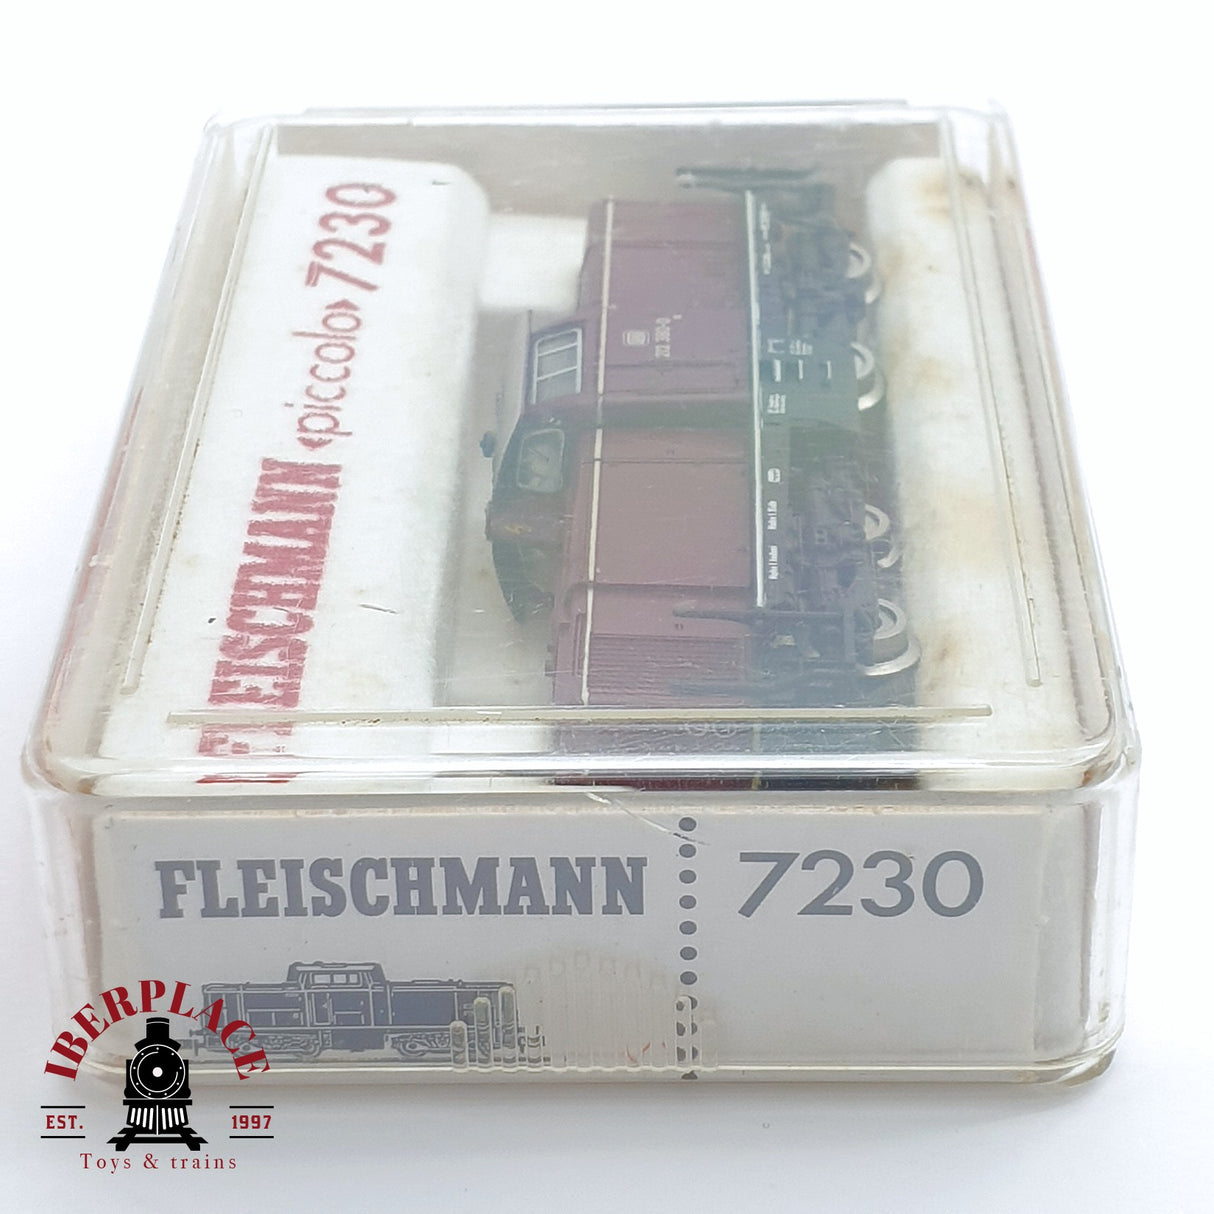 FLEISCHMANN «piccolo» 7230
FLEISCHMANN 7230
IBERPLACE
EST. 1997
Toys & trains